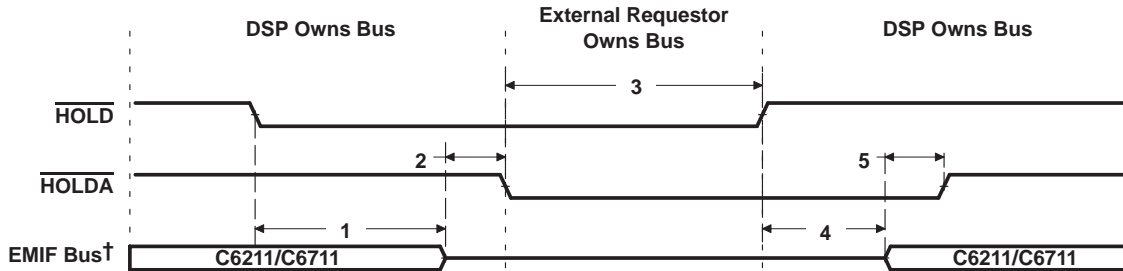 DSP Owns Bus
External Requestor
Owns Bus
DSP Owns Bus
HOLD
3
HOLDA
2
5
EMIF Bus†
C6211/C6711
1
4
C6211/C6711